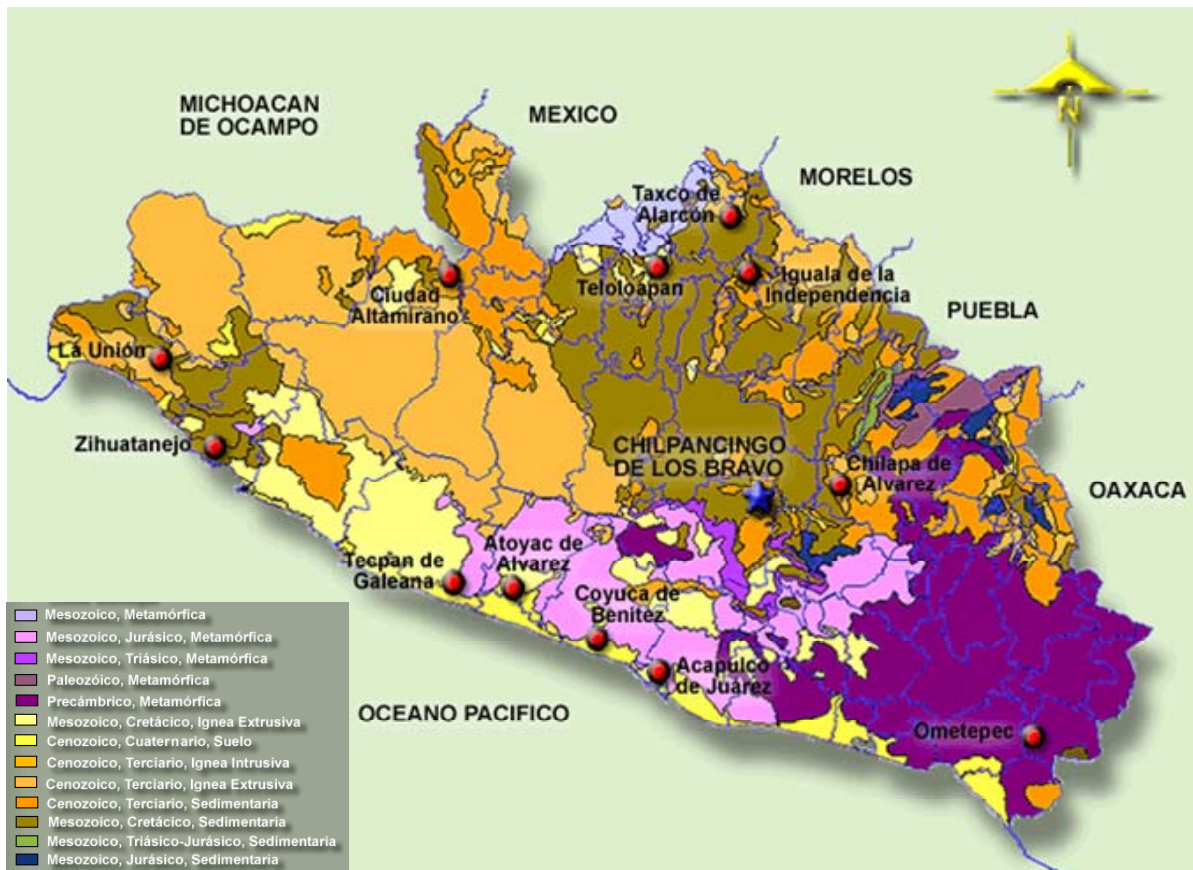 MICHOACAN
DE OCAMPO
MEXICO
MORELOS
N
Taxco de
Alarcón
Teloloapan
Iguala de la
Independencia
Ciudad
Altamirano
PUEBLA
La Unión
Zihuatanejo
CHILPANCINGO
DE LOS BRAVO
Chilapa de
Alvarez
OAXACA
Tecpan de
Galeana
Atoyac de
Alvarez
Coyuca de
Benitez
Acapulco
de Juárez
OCEANO PACIFICO
Ometepec
Mesozoico, Metamórfica
Mesozoico, Jurásico, Metamórfica
Mesozoico, Triásico, Metamórfica
Paleozóico, Metamórfica
Precámbrico, Metamórfica
Mesozoico, Cretácico, Ignea Extrusiva
Cenozoico, Cuaternario, Suelo
Cenozoico, Terciario, Ignea Intrusiva
Cenozoico, Terciario, Ignea Extrusiva
Cenozoico, Terciario, Sedimentaria
Mesozoico, Cretácico, Sedimentaria
Mesozoico, Triásico-Jurásico, Sedimentaria
Mesozoico, Jurásico, Sedimentaria